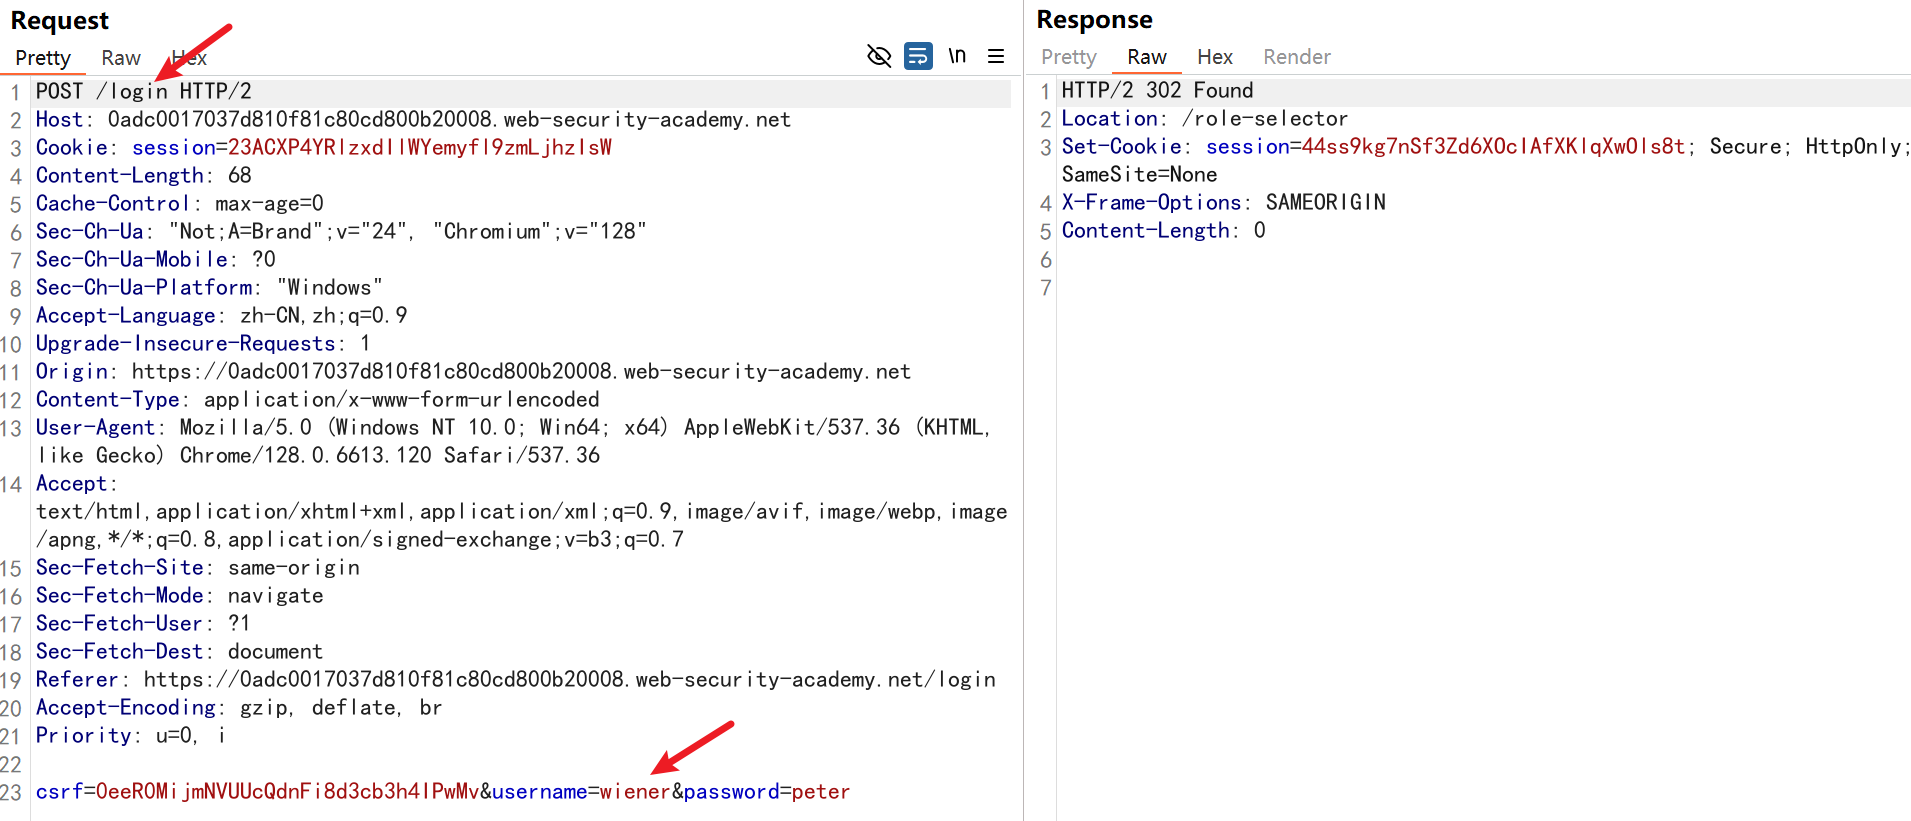 Request
Pretty Raw Hex
\n
1 POST /login HTTP/2
2 Host: 0adc0017037d810f81c80cd800b20008.web-security-academy.net
3 Cookie: session=23ACXP4YRlzxdIlWYemyfl9zmLjhzIsW
4 Content-Length: 68
5 Cache-Control: max-age=0
6 Sec-Ch-Ua: "Not;A=Brand";v="24", "Chromium";v="128"
7 Sec-Ch-Ua-Mobile: ?0
8 Sec-Ch-Ua-Platform: "Windows"
9 Accept-Language: zh-CN,zh;q=0.9
10 Upgrade-Insecure-Requests: 1
11 Origin: https://0adc0017037d810f81c80cd800b20008.web-security-academy.net
12 Content-Type: application/x-www-form-urlencoded
13 User-Agent: Mozilla/5.0 (Windows NT 10.0; Win64; x64) AppleWebKit/537.36 (KHTML,
like Gecko) Chrome/128.0.6613.120 Safari/537.36
14 Accept:
text/html,application/xhtml+xml,application/xml;q=0.9,image/avif,image/webp,image
/apng,*/*;q=0.8,application/signed-exchange;v=b3;q=0.7
15 Sec-Fetch-Site: same-origin
16 Sec-Fetch-Mode: navigate
17 Sec-Fetch-User: ?1
18 Sec-Fetch-Dest: document
19 Referer: https://0adc0017037d810f81c80cd800b20008.web-security-academy.net/login
20 Accept-Encoding: gzip, deflate, br
21 Priority: u=0, i
22
23 csrf=OeeROMijmNVUUcQdnFi8d3cb3h4IPwMv&username=wiener&password=peter
Response
Pretty Raw Hex Render
1 HTTP/2 302 Found
2 Location: /role-selector
3 Set-Cookie: session=44ss9kg7nSf3Zd6XOclAfXKlqXwOls8t; Secure; HttpOnly;
SameSite=None
4 X-Frame-Options: SAMEORIGIN
5 Content-Length: 0
6
7